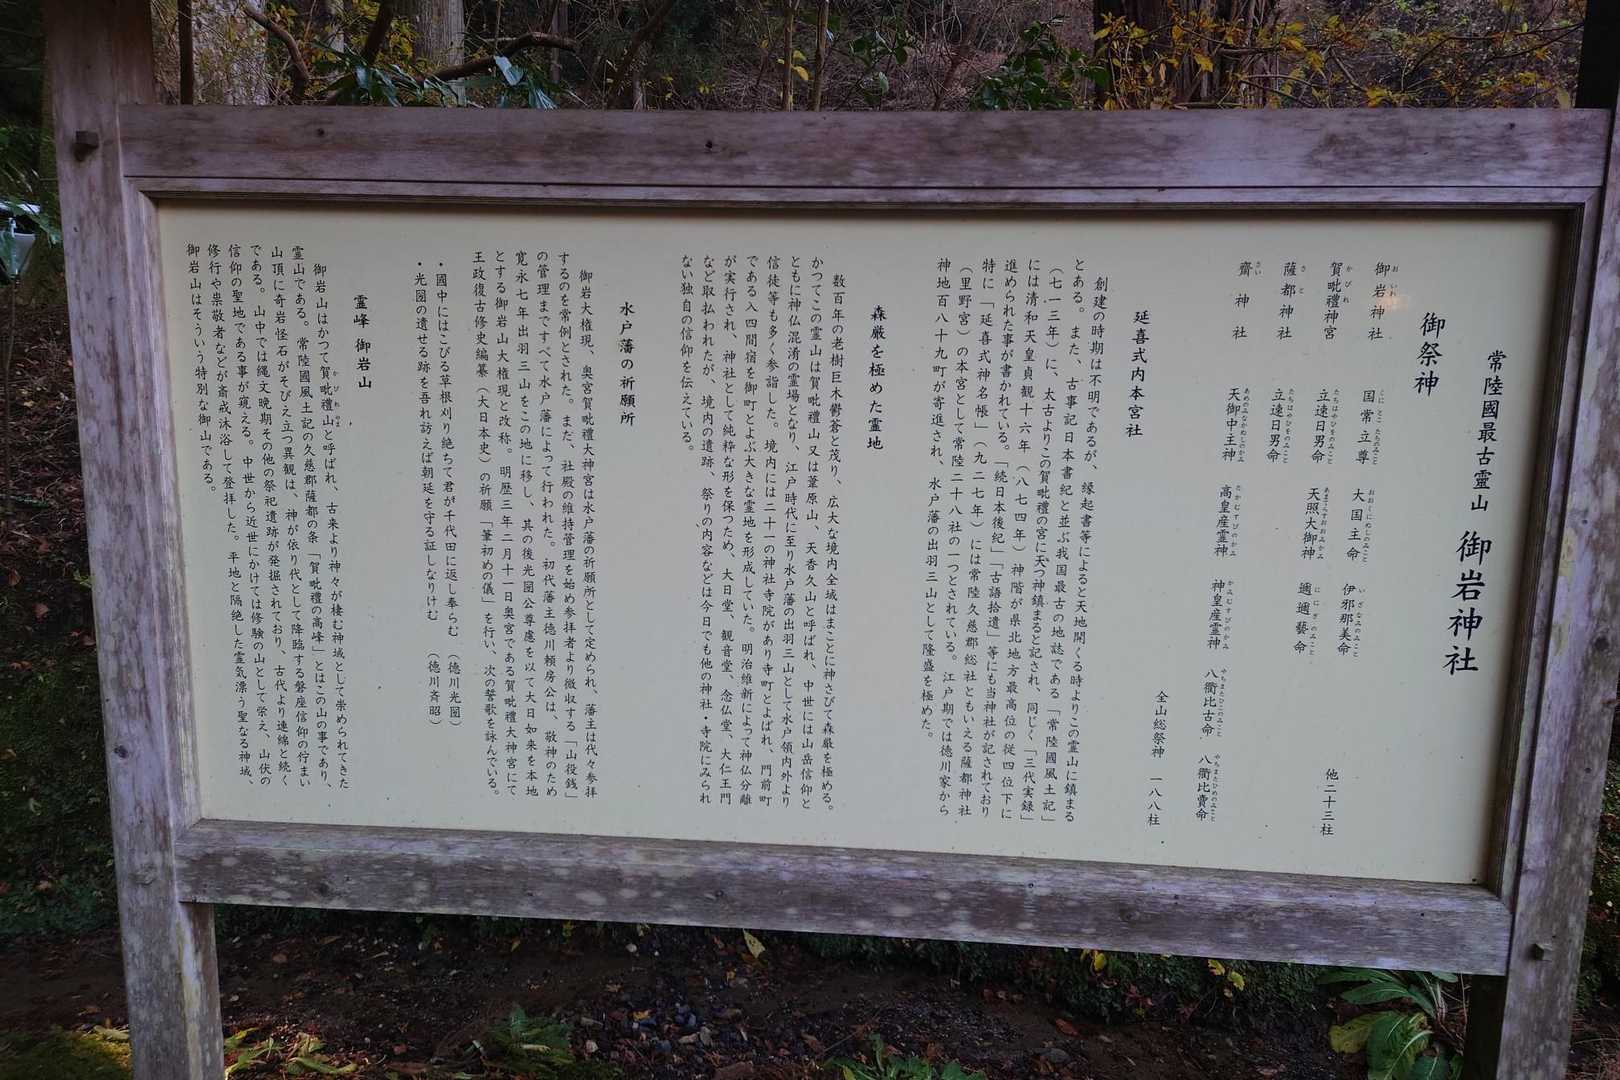 常陸國最古霊山 御岩神社
御祭神
御岩神社 国常立尊 大国主命 伊邪那美命 他二十三柱
賀毗禮神宮 立速日男命 天照大御神 邇邇藝命
薩都神社 立速日男命
齋神社 天御中主神 高皇産霊神 神皇産霊神 八衢比古命 八衢比賣命
全山総祭神 一八八柱
延喜式内本宮社
創建の時期は不明であるが、縁起書等によると天地開くる時よりこの霊山に鎮まる
とある。また、古事記日本書紀と並ぶ我国最古の地誌である「常陸國風土記」
(七一三年)に、太古よりこの賀毗禮の宮に天つ神鎮まると記され、同じく「三代実録」
には清和天皇貞観十六年(八七四年)神階が県北地方最高位の従四位下に
進められた事が書かれている。「続日本後紀」「古語拾遺」等にも当神社が記されており
特に「延喜式神名帳」(九二七年)には常陸久慈郡総社ともいえる薩都神社
(里野宮)の本宮として常陸二十八社の一つとされている。江戸期では徳川家から
神地百八十九町が寄進され、水戸藩の出羽三山として隆盛を極めた。
森厳を極めた霊地
数百年の老樹巨木鬱蒼と茂り、広大な境内全域はまことに神さびて森厳を極める。
かつてこの霊山は賀毗禮山又は葦原山、天香久山と呼ばれ、中世には山岳信仰と
ともに神仏混淆の霊場となり、江戸時代に至り水戸藩の出羽三山として水戸領内外より
信徒等も多く参詣した。境内には二十一の神社寺院があり寺町とよばれ、門前町
である入四間宿を御町とよぶ大きな霊地を形成していた。明治維新によって神仏分離
が実行され、神社として純粋な形を保つため、大日堂、観音堂、念仏堂、大仁王門
など取払われたが、境内の遺跡、祭りの内容などは今日でも他の神社・寺院にみられ
ない独自の信仰を伝えている。
水戸藩の祈願所
御岩大権現、奥宮賀毗禮大神宮は水戸藩の祈願所として定められ、藩主は代々参拝
するのを常例とされた。また、社殿の維持管理を始め参拝者より徴収する「山役銭」
の管理まですべて水戸藩によって行われた。初代藩主徳川頼房公は、敬神のため
寛永七年出羽三山をこの地に移し、其の後光圀公尊慮を以て大日如来を本地
とする御岩山大権現と改称。明歴三年二月十一日奥宮である賀毗禮大神宮にて
王政復古修史編纂(大日本史)の祈願「筆初めの儀」を行い、次の誓歌を詠んでいる。
・國中にはこびる草根刈り絶ちて君が千代田に返し奉らむ (徳川光圀)
・光圀の遺せる跡を吾れ訪えば朝廷を守る証しなりけむ (徳川斉昭)
霊峰 御岩山
御岩山はかつて賀毗禮山と呼ばれ、古来より神々が棲む神域として崇められてきた
霊山である。常陸國風土記の久慈郡薩都の条「賀毗禮の高峰」とはこの山の事であり、
山頂に奇岩怪石がそびえ立つ異観は、神が依り代として降臨する磐座信仰の佇まい
である。山中では縄文晩期その他の祭祀遺跡が発掘されており、古代より連綿と続く
信仰の聖地である事が窺える。中世から近世にかけては修験の山として栄え、山伏の
修行や崇敬者などが斎戒沐浴して登拝した。平地と隔絶した霊気漂う聖なる神域、
御岩山はそういう特別な御山である。